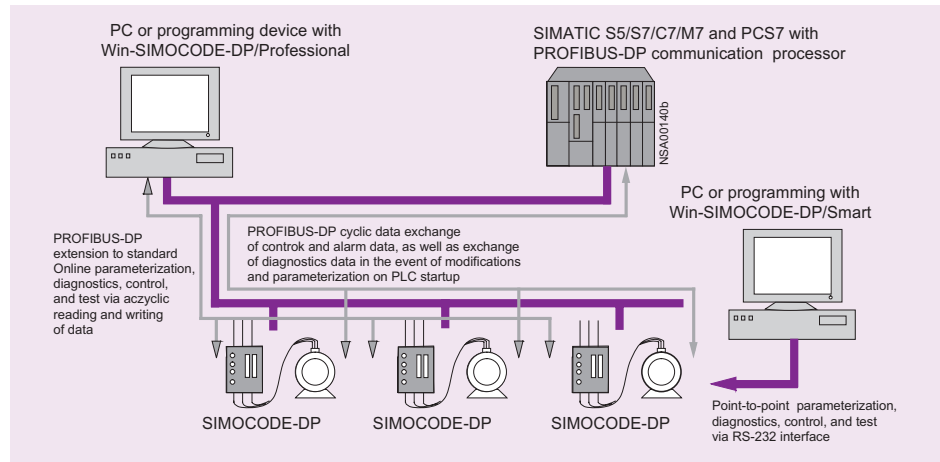 PC or programming device with
Win-SIMOCODE-DP/Professional
SIMATIC S5/S7/C7/M7 and PCS7 with
PROFIBUS-DP communication processor
NSA00140b
PC or programming with
Win-SIMOCODE-DP/Smart
PROFIBUS-DP
extension to standard
Online parameterization,
diagnostics, control,
and test via aczyclic
reading and writing
of data
PROFIBUS-DP cyclic data exchange
of controk and alarm data, as well as exchange
of diagnostics data in the event of modifications
and parameterization on PLC startup
SIMOCODE-DP
SIMOCODE-DP
SIMOCODE-DP
Point-to-point parameterization,
diagnostics, control, and test
via RS-232 interface